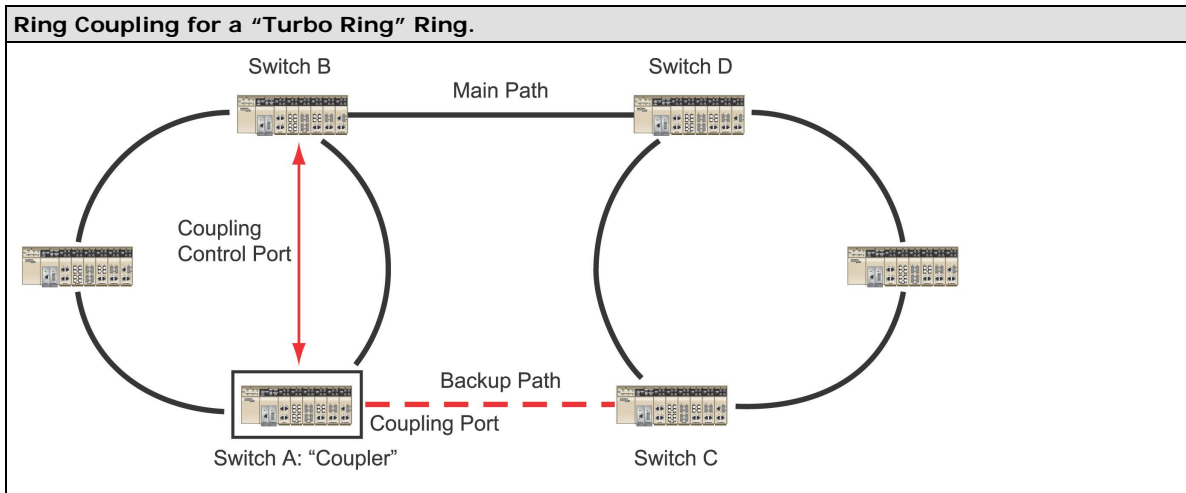 Ring Coupling for a “Turbo Ring” Ring.
Switch B
Switch D
Main Path
Coupling
Control Port
Backup Path
Coupling Port
Switch A: “Coupler”
Switch C